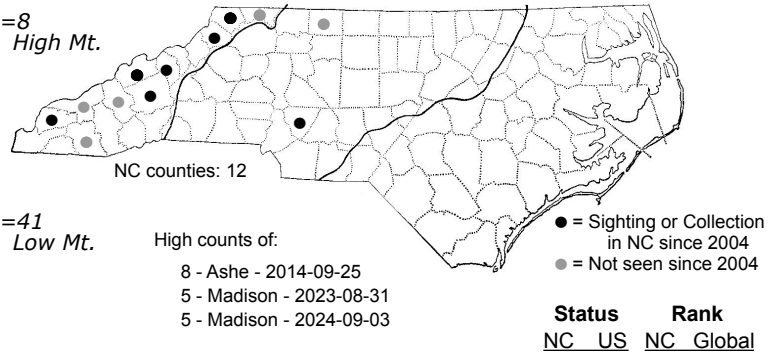 =8
High Mt.
NC counties: 12
=41
Low Mt.
High counts of:
8 - Ashe - 2014-09-25
5 - Madison - 2023-08-31
5 - Madison - 2024-09-03
= Sighting or Collection
in NC since 2004
= Not seen since 2004
Status Rank
NC US NC Global